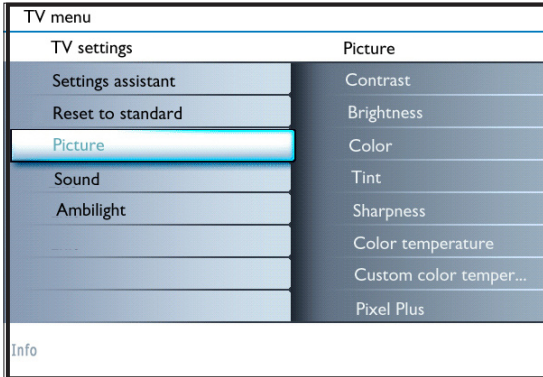 TV menu
TV settings
Picture
Settings assistant
Contrast
Reset to standard
Brightness
Picture
Color
Sound
Tint
Ambilight
Sharpness
Color temperature
Custom color temper...
Pixel Plus
Info